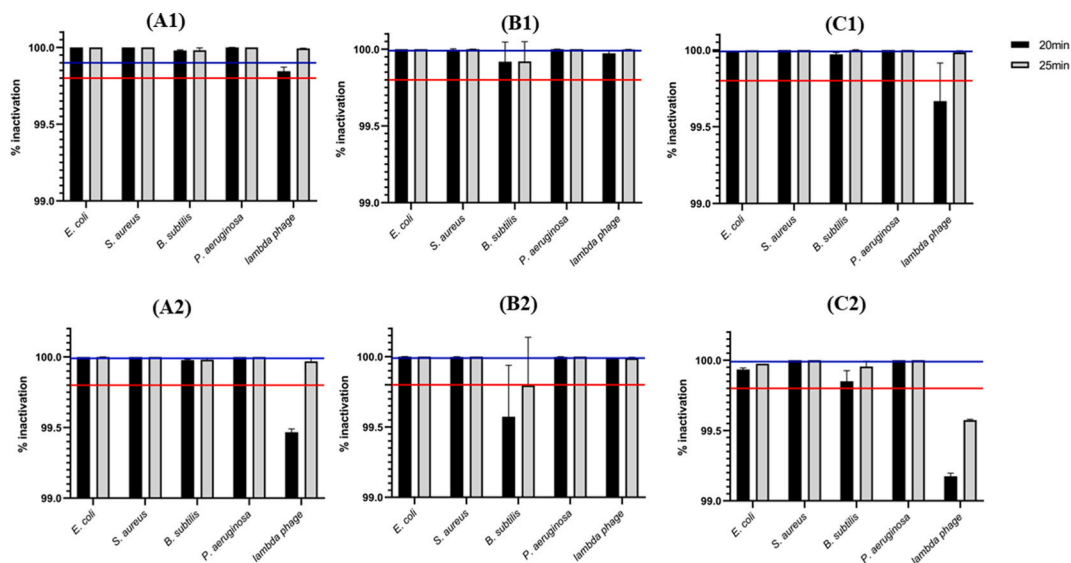 (A1)
% inactivation
100.0
99.5
99.0
E. coli
S. aureus
B. subtilis
P. aeruginosa
lambda phage
(B1)
% inactivation
100.0
99.5
99.0
E. coli
S. aureus
B. subtilis
P. aeruginosa
lambda phage
(C1)
% inactivation
100.0
99.5
99.0
E. coli
S. aureus
B. subtilis
P. aeruginosa
lambda phage
20min
25min
(A2)
% inactivation
100.0
99.5
99.0
E. coli
S. aureus
B. subtilis
P. aeruginosa
lambda phage
(B2)
% inactivation
100.0
99.5
99.0
E. coli
S. aureus
B. subtilis
P. aeruginosa
lambda phage
(C2)
% inactivation
100.0
99.5
99.0
E. coli
S. aureus
B. subtilis
P. aeruginosa
lambda phage